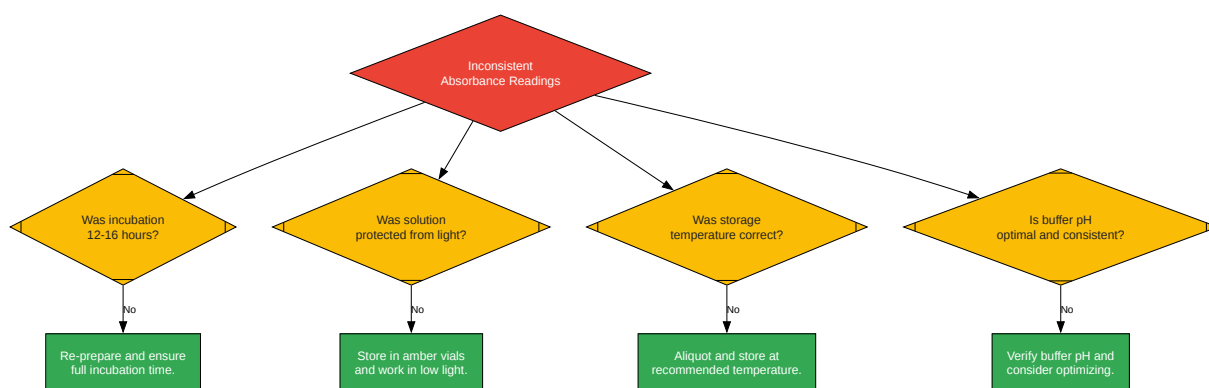 Inconsistent
Absorbance Readings
Was incubation
12-16 hours?
Was solution
protected from light?
Was storage
temperature correct?
Is buffer pH
optimal and consistent?
No
No
No
No
Re-prepare and ensure
full incubation time.
Store in amber vials
and work in low light.
Aliquot and store at
recommended temperature.
Verify buffer pH and
consider optimizing.